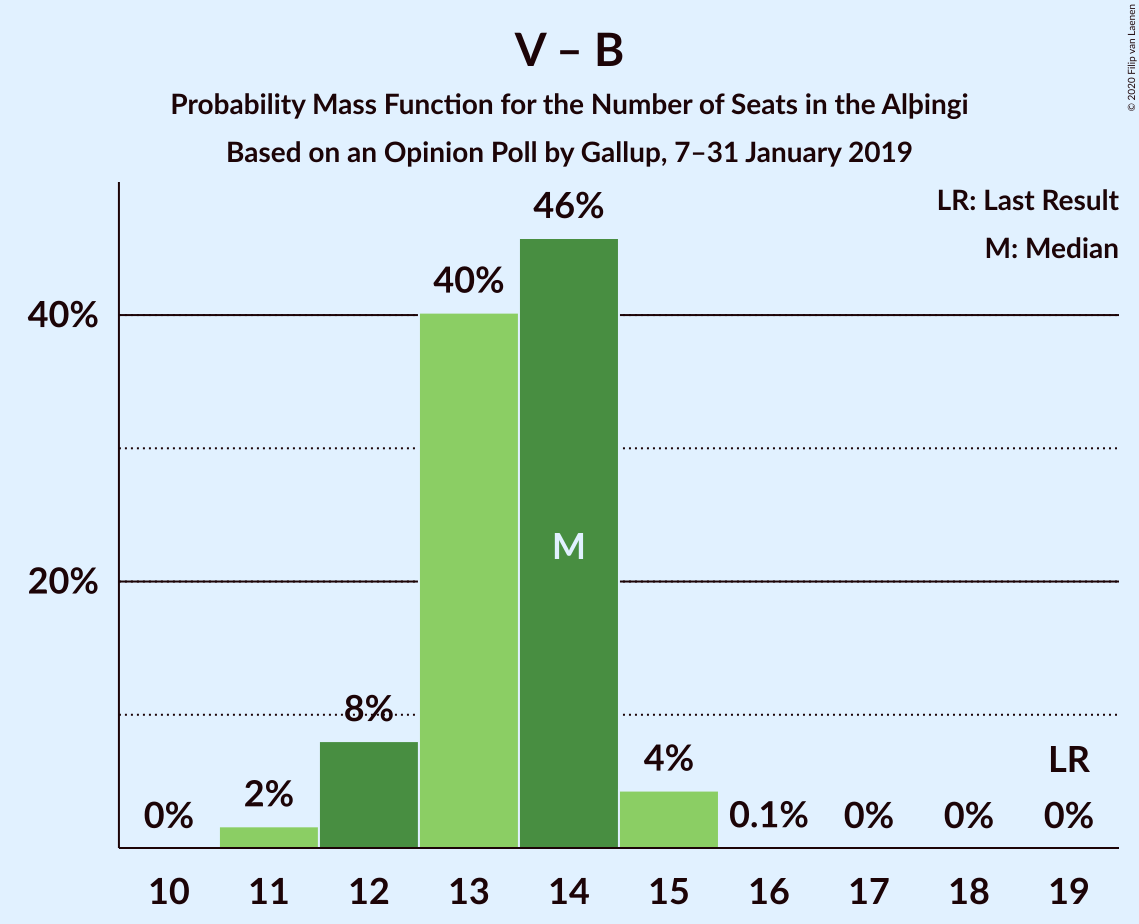 V – B
Probability Mass Function for the Number of Seats in the Alþingi
Based on an Opinion Poll by Gallup, 7–31 January 2019
© 2020 Filip van Laenen
LR: Last Result
M: Median
46%
40%
40%
M
20%
8%
4%
LR
2%
0%
0.1%
0%
0%
0%
10
11
12
13
14
15
16
17
18
19